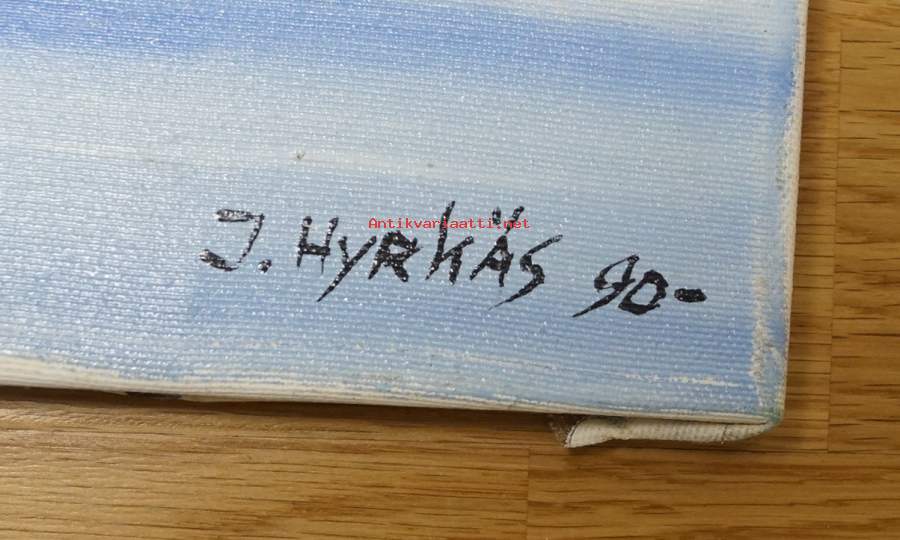 Antikvariaatti.net
J. HYRKÄS 90-